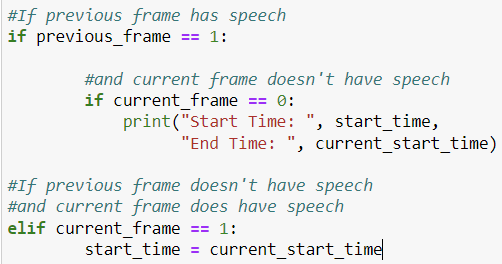 #If previous frame has speech
if previous_frame == 1:
#and current frame doesn't have speech
if current_frame == 0:
print("Start Time: ", start_time,
"End Time: ", current_start_time)
#If previous frame doesn't have speech
#and current frame does have speech
elif current_frame == 1:
start_time = current_start_time